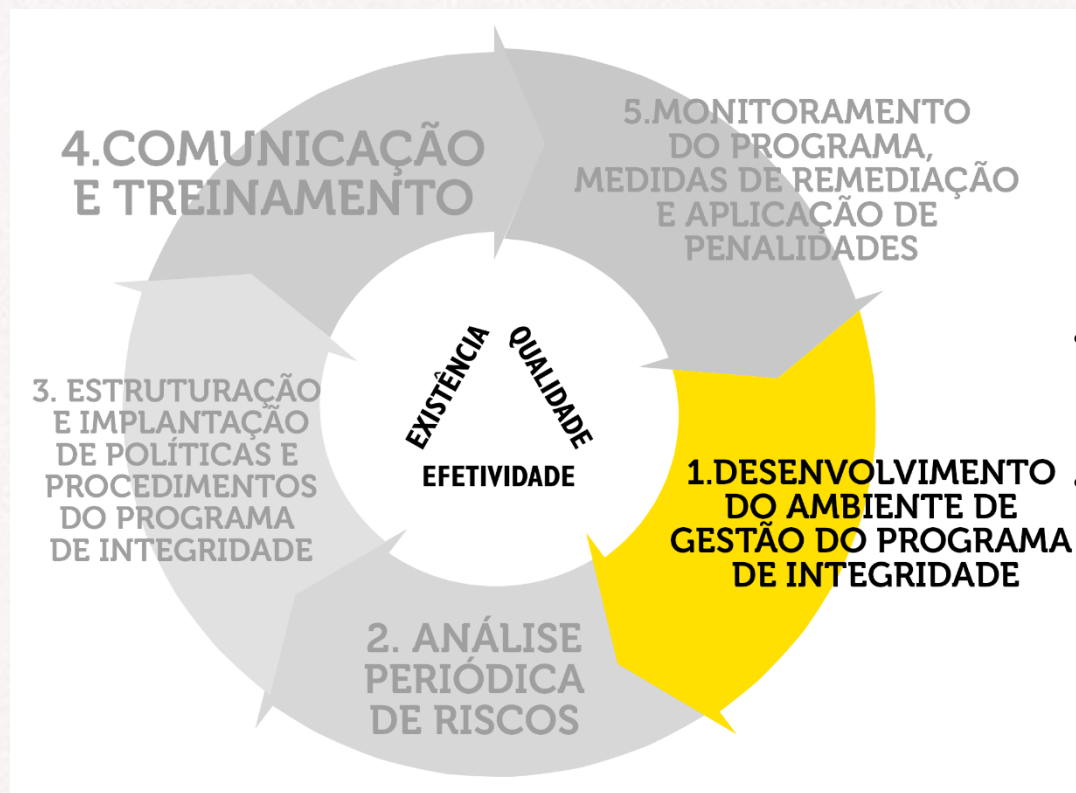 4.COMUNICAÇÃO
E TREINAMENTO
5.MONITORAMENTO
DO PROGRAMA,
MEDIDAS DE REMEDIAÇÃO
E APLICAÇÃO DE
PENALIDADES
EXISTÊNCIA
QUALIDADE
EFETIVIDADE
3. ESTRUTURAÇÃO
E IMPLANTAÇÃO
DE POLÍTICAS E
PROCEDIMENTOS
DO PROGRAMA
DE INTEGRIDADE
1.DESENVOLVIMENTO
DO AMBIENTE DE
GESTÃO DO PROGRAMA
DE INTEGRIDADE
2. ANÁLISE
PERIÓDICA
DE RISCOS